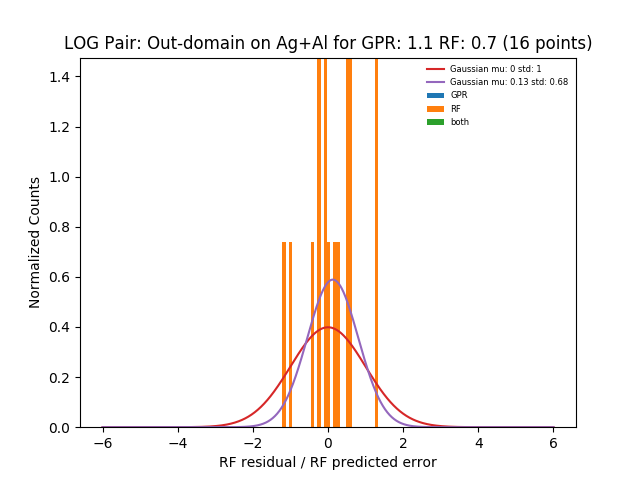 LOG Pair: Out-domain on Ag+Al for GPR: 1.1 RF: 0.7 (16 points)
Normalized Counts
1.4
1.2
1.0
0.8
0.6
0.4
0.2
0.0
Gaussian mu: 0 std: 1
Gaussian mu: 0.13 std: 0.68
GPR
RF
both
−6 −4 −2 0 2 4 6
RF residual / RF predicted error